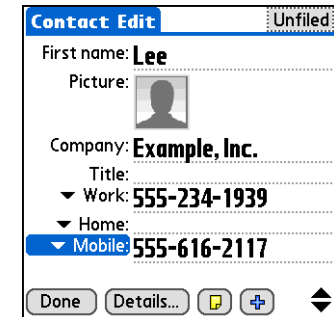 Contact Edit Unfiled
First name: Lee
Picture:
Company: Example, Inc.
Title:
Work: 555-234-1939
Home:
Mobile: 555-616-2117
Done Details...